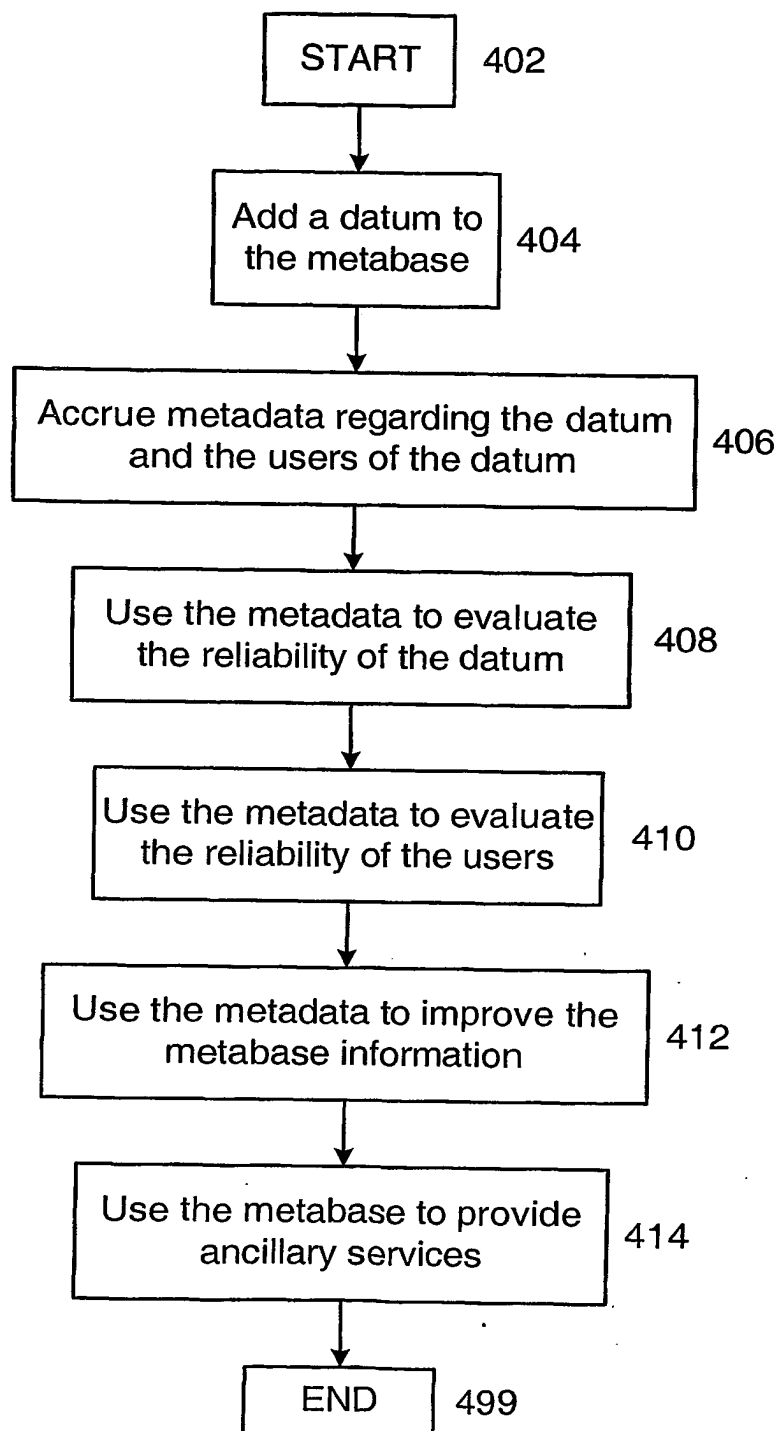 START 402
Add a datum to
the metabase 404
Accrue metadata regarding the datum
and the users of the datum 406
Use the metadata to evaluate
the reliability of the datum 408
Use the metadata to evaluate
the reliability of the users 410
Use the metadata to improve the
metabase information 412
Use the metabase to provide
ancillary services 414
END 499